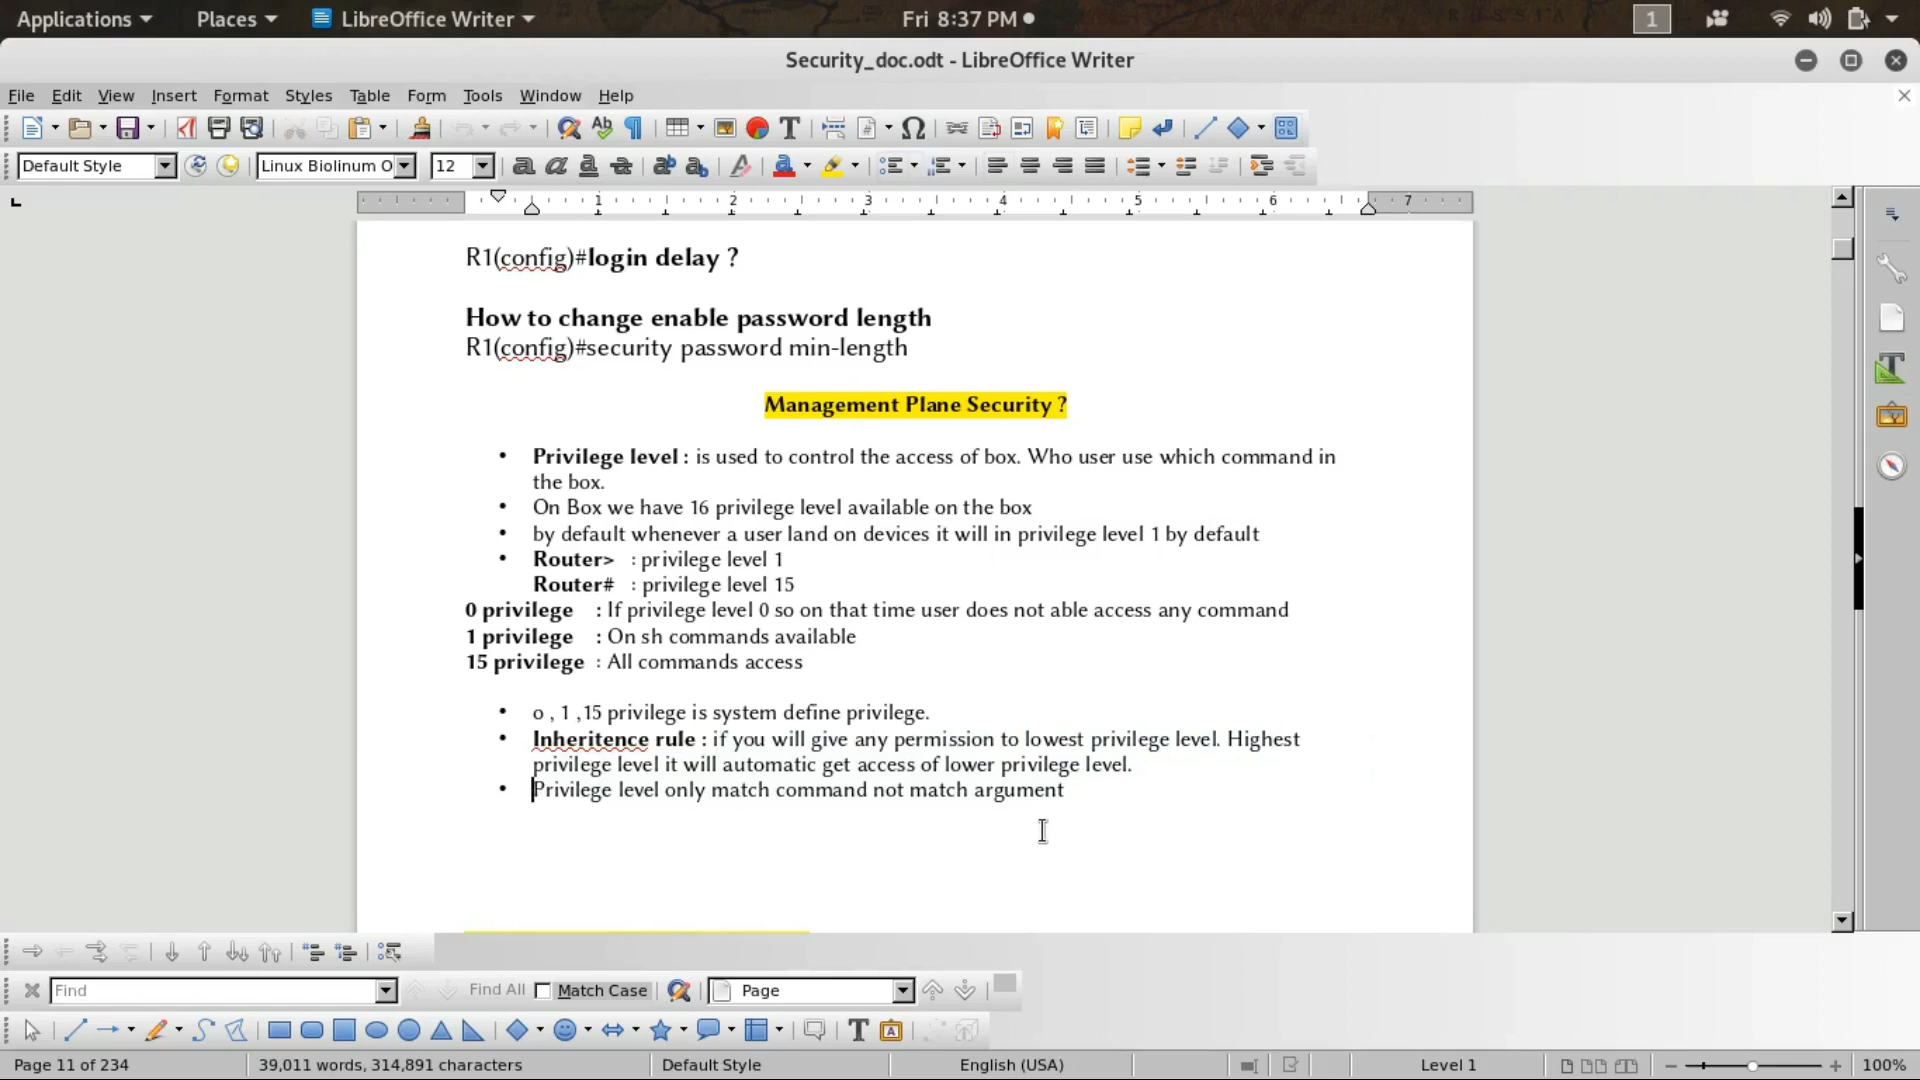 Applications
Places
LibreOffice Writer
Fri 8:37 PM
1
Security_doc.odt - LibreOffice Writer
File Edit View Insert Format Styles Table Form Tools Window Help
Default Style
Linux Biolinum O
12
1 2 3 4 5 6 7
R1(config)#login delay ?
How to change enable password length
R1(config)#security password min-length
Management Plane Security ?
• Privilege level : is used to control the access of box. Who user use which command in
the box.
• On Box we have 16 privilege level available on the box
• by default whenever a user land on devices it will in privilege level 1 by default
• Router> : privilege level 1
Router# : privilege level 15
0 privilege : If privilege level 0 so on that time user does not able access any command
1 privilege : On sh commands available
15 privilege : All commands access
• o , 1 ,15 privilege is system define privilege.
• Inheritence rule : if you will give any permission to lowest privilege level. Highest
privilege level it will automatic get access of lower privilege level.
• Privilege level only match command not match argument
Find
Find All
Match Case
Page
Page 11 of 234
39,011 words, 314,891 characters
Default Style
English (USA)
Level 1
100%